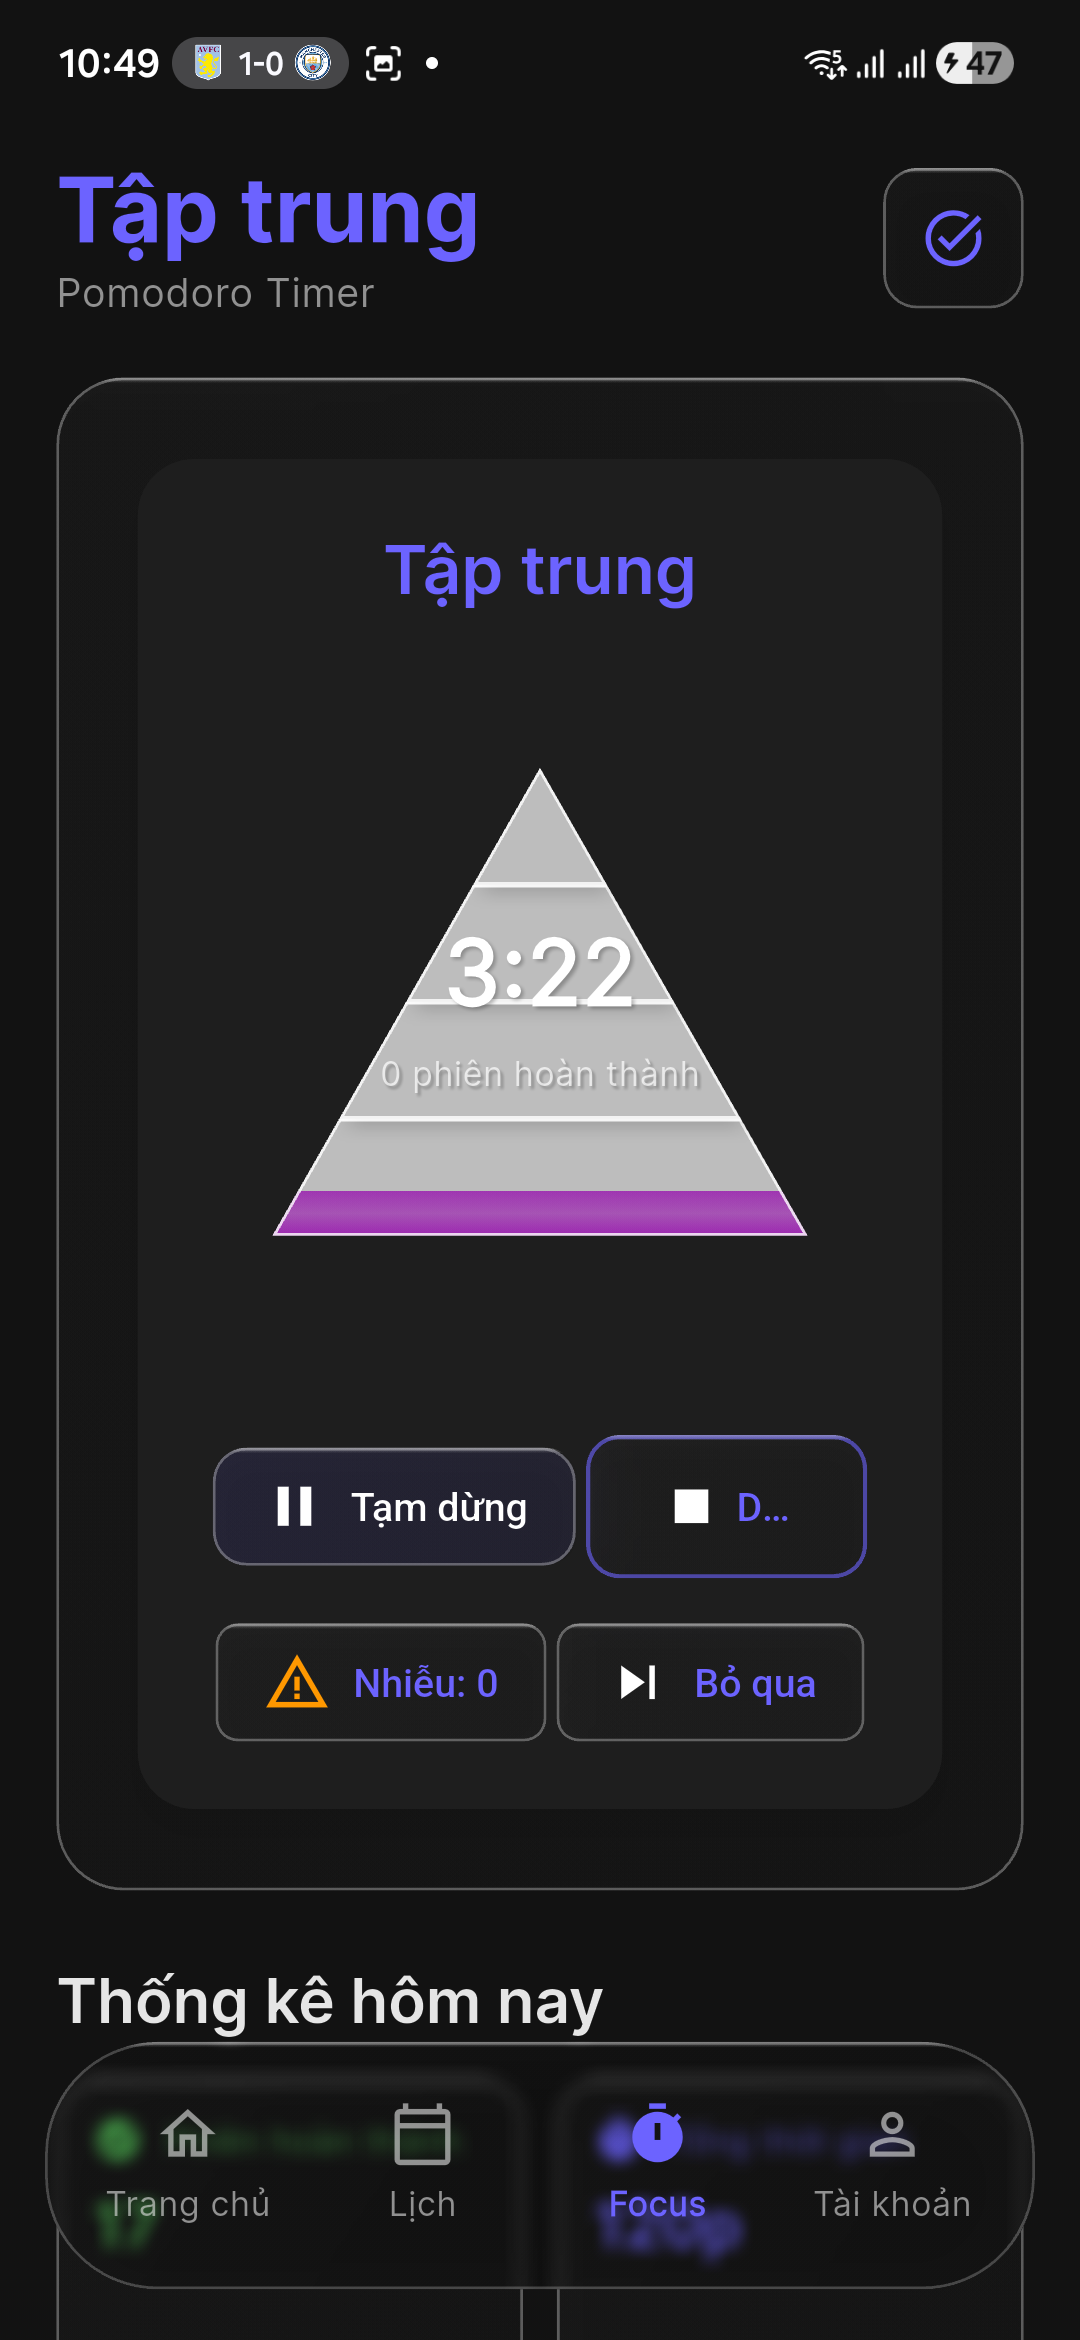 10:49 1-0 47
Tập trung
Pomodoro Timer
Tập trung
3:22
0 phiên hoàn thành
Tạm dừng
D...
Nhiễu: 0
Bỏ qua
Thống kê hôm nay
Trang chủ
Lịch
Focus
Tài khoản